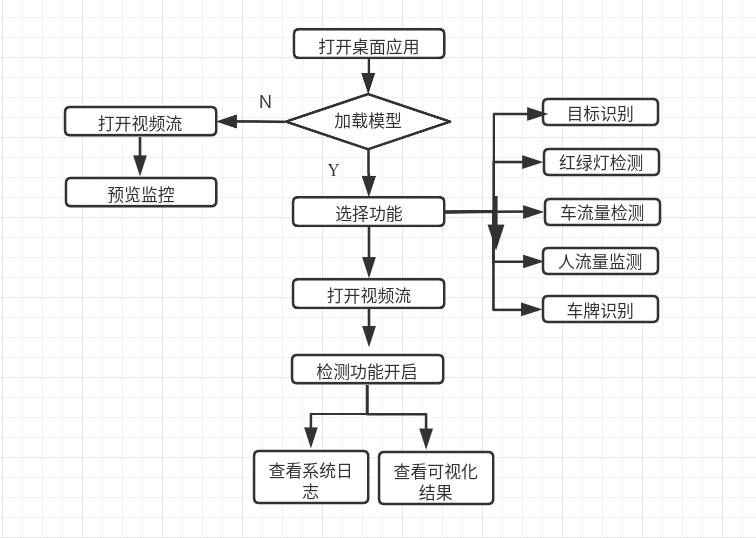 打开桌面应用
N
加载模型
打开视频流
目标识别
红绿灯检测
Y
预览监控
选择功能
车流量检测
人流量监测
打开视频流
车牌识别
检测功能开启
查看系统日
志
查看可视化
结果